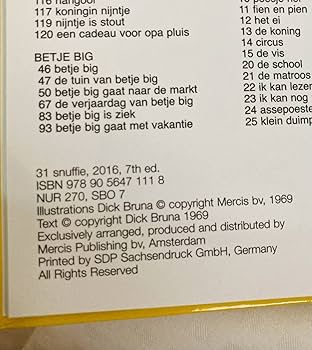 116 hangoor
117 koningin nijntje
119 nijntje is stout
120 een cadeau voor opa pluis
BETJE BIG
46 betje big
47 de tuin van betje big
50 betje big gaat naar de markt
67 de verjaardag van betje big
83 betje big is ziek
93 betje big gaat met vakantie
31 snuffie, 2016, 7th ed.
ISBN 978 90 5647 111 8
NUR 270, SBO 7
Illustrations Dick Bruna © copyright Mercis bv, 1969
Text © copyright Dick Bruna 1969
Exclusively arranged, produced and distributed by
Mercis Publishing bv, Amsterdam
Printed by SDP Sachsendruck GmbH, Germany
All Rights Reserved
11 fien en pien
12 het ei
13 de koning
14 circus
15 de vis
20 de school
21 de matroos
22 ik kan lezen
23 ik kan nog
24 assepoeste
25 klein duimp